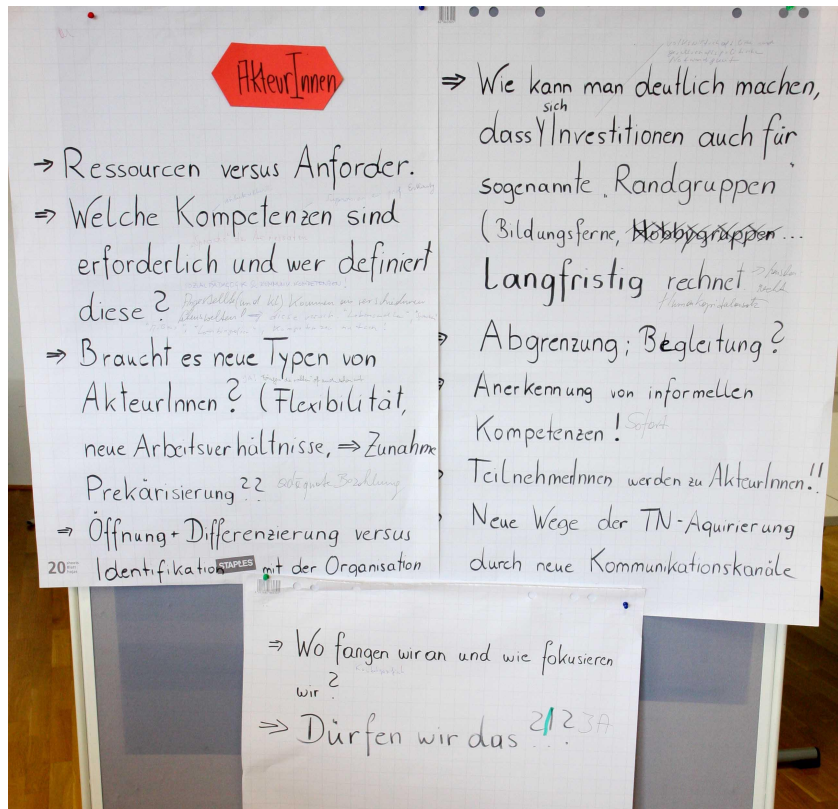 AkteurInnen
⇒ Ressourcen versus Anforder.
⇒ Welche Kompetenzen sind
erforderlich und wer definiert
diese?
⇒ Braucht es neue Typen von
AkteurInnen? (Flexibilität,
neue Arbeitsverhältnisse, ⇒ Zunahme
Prekärisierung?? adäquate Bezahlung
⇒ Öffnung + Differenzierung versus
Identifikation mit der Organisation
20
STAPLES
⇒ Wie kann man deutlich machen,
sich
dass Investitionen auch für
sogenannte "Randgruppen"
(Bildungsferne, Hobbygruppen...
Langfristig rechnet
Abgrenzung; Begleitung?
Anerkennung von informellen
Kompetenzen! Sofort
TeilnehmerInnen werden zu AkteurInnen!!
Neue Wege der TN-Aquirierung
durch neue Kommunikationskanäle
⇒ Wo fangen wir an und wie fokusieren
wir?
⇒ Dürfen wir das ?!? JA